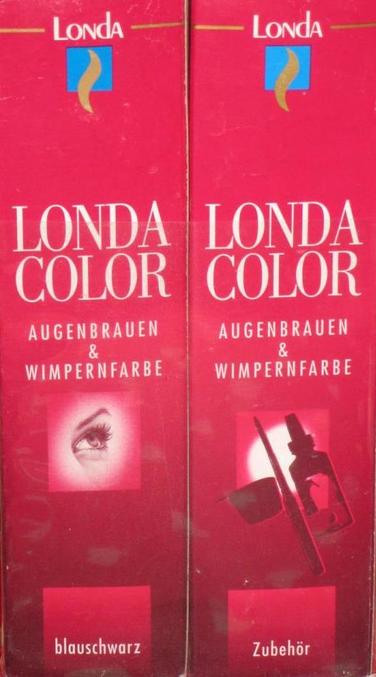 LONDA
LONDA
COLOR
AUGENBRAUEN
&
WIMPERNFARBE
blauschwarz
LONDA
LONDA
COLOR
AUGENBRAUEN
&
WIMPERNFARBE
Zubehör